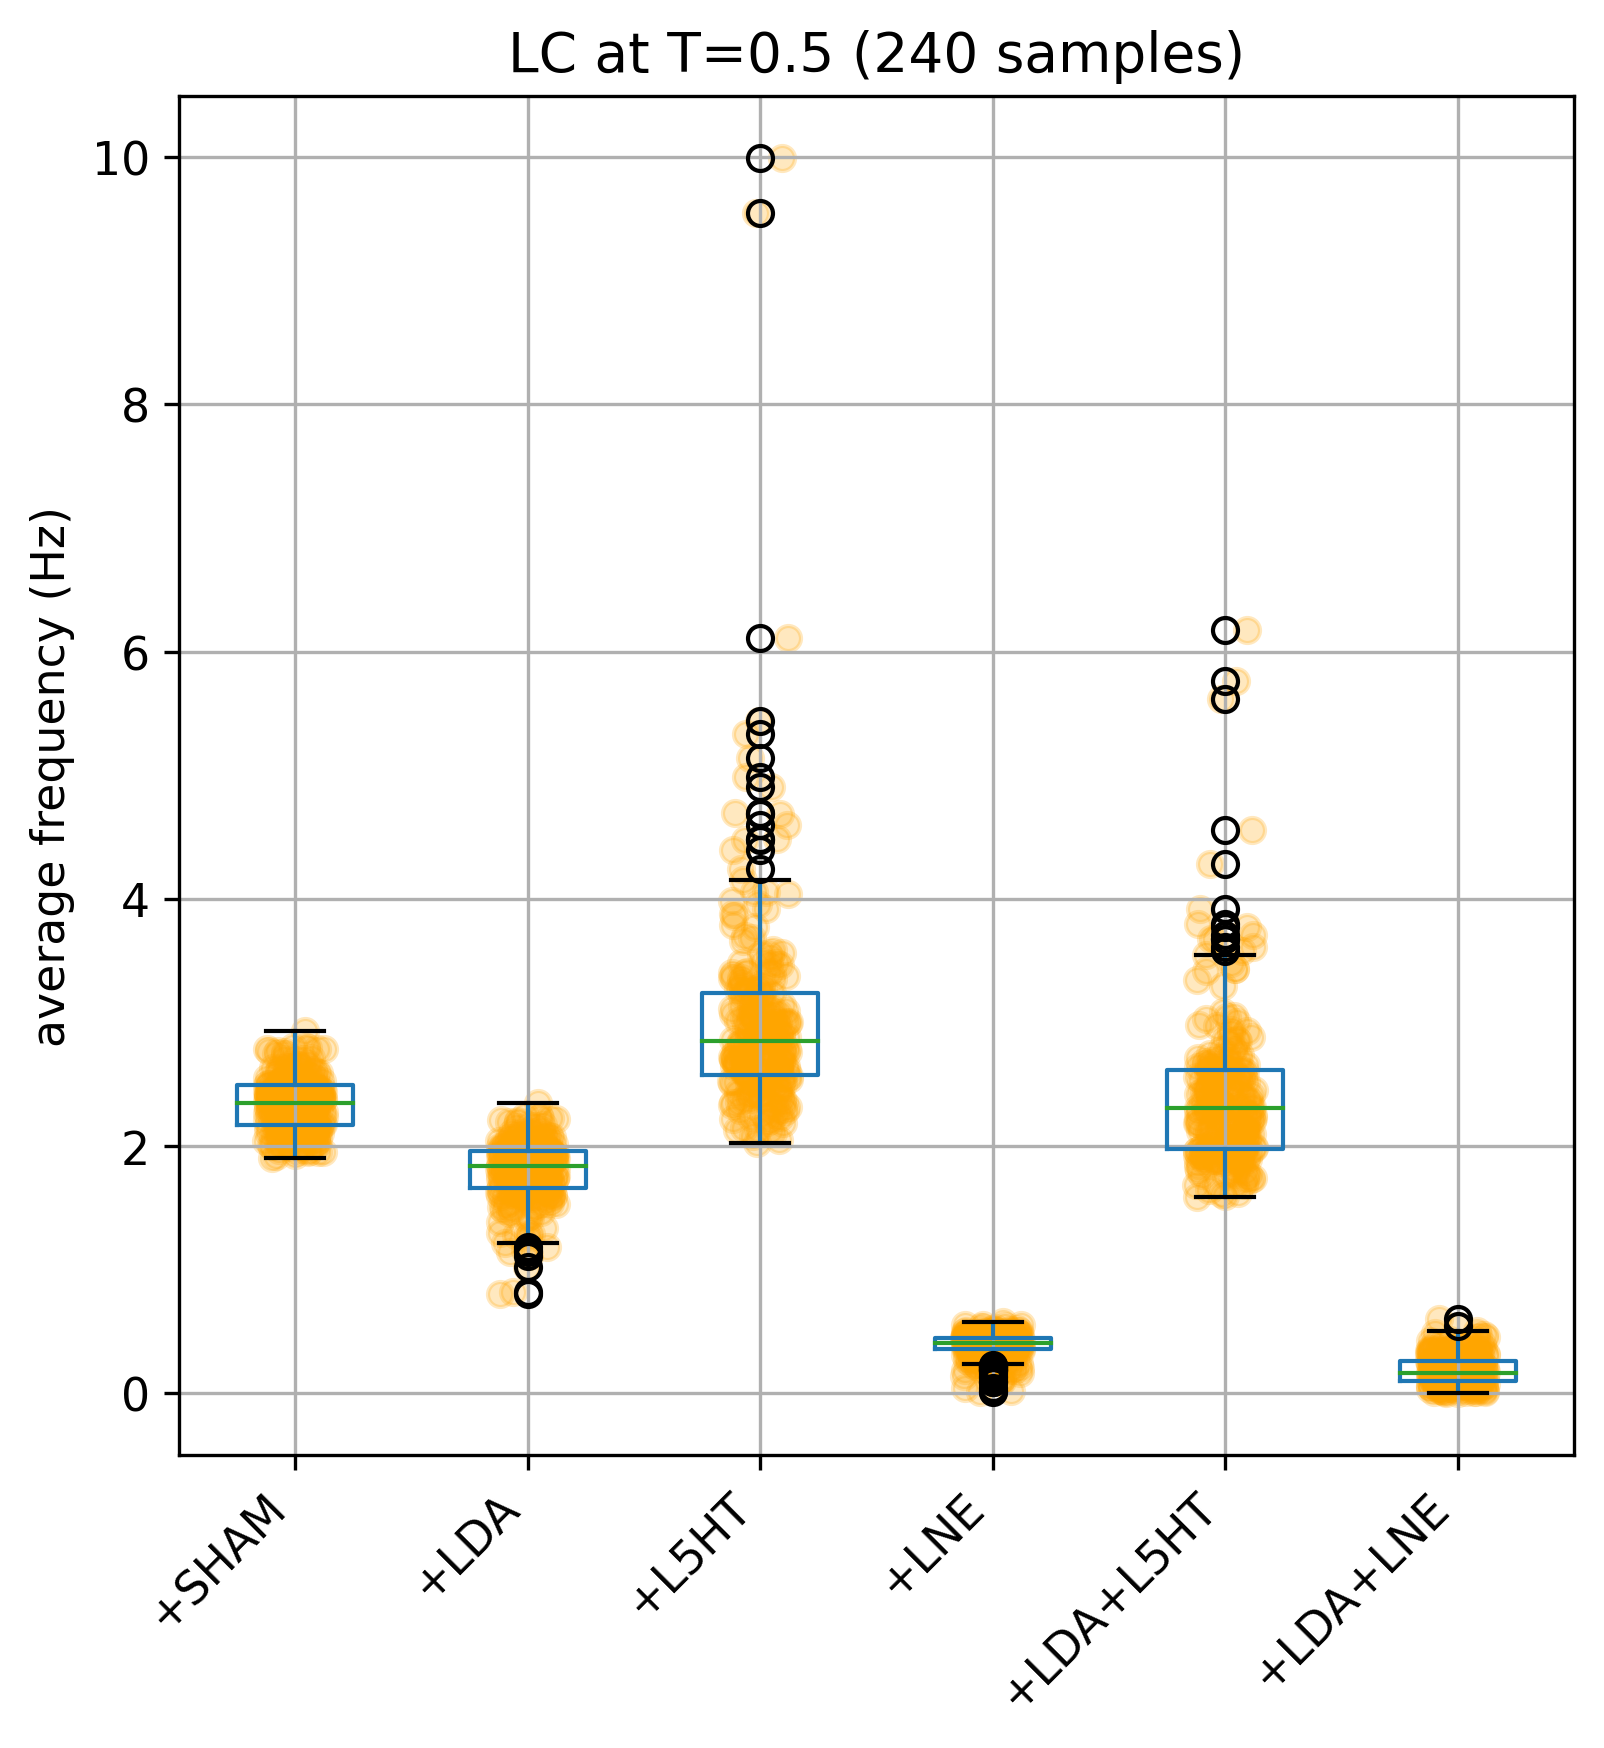 LC at T=0.5 (240 samples)
average frequency (Hz)
10
8
6
4
2
0
+SHAM
+LDA
+L5HT
+LNE
+LDA+L5HT
+LDA+LNE